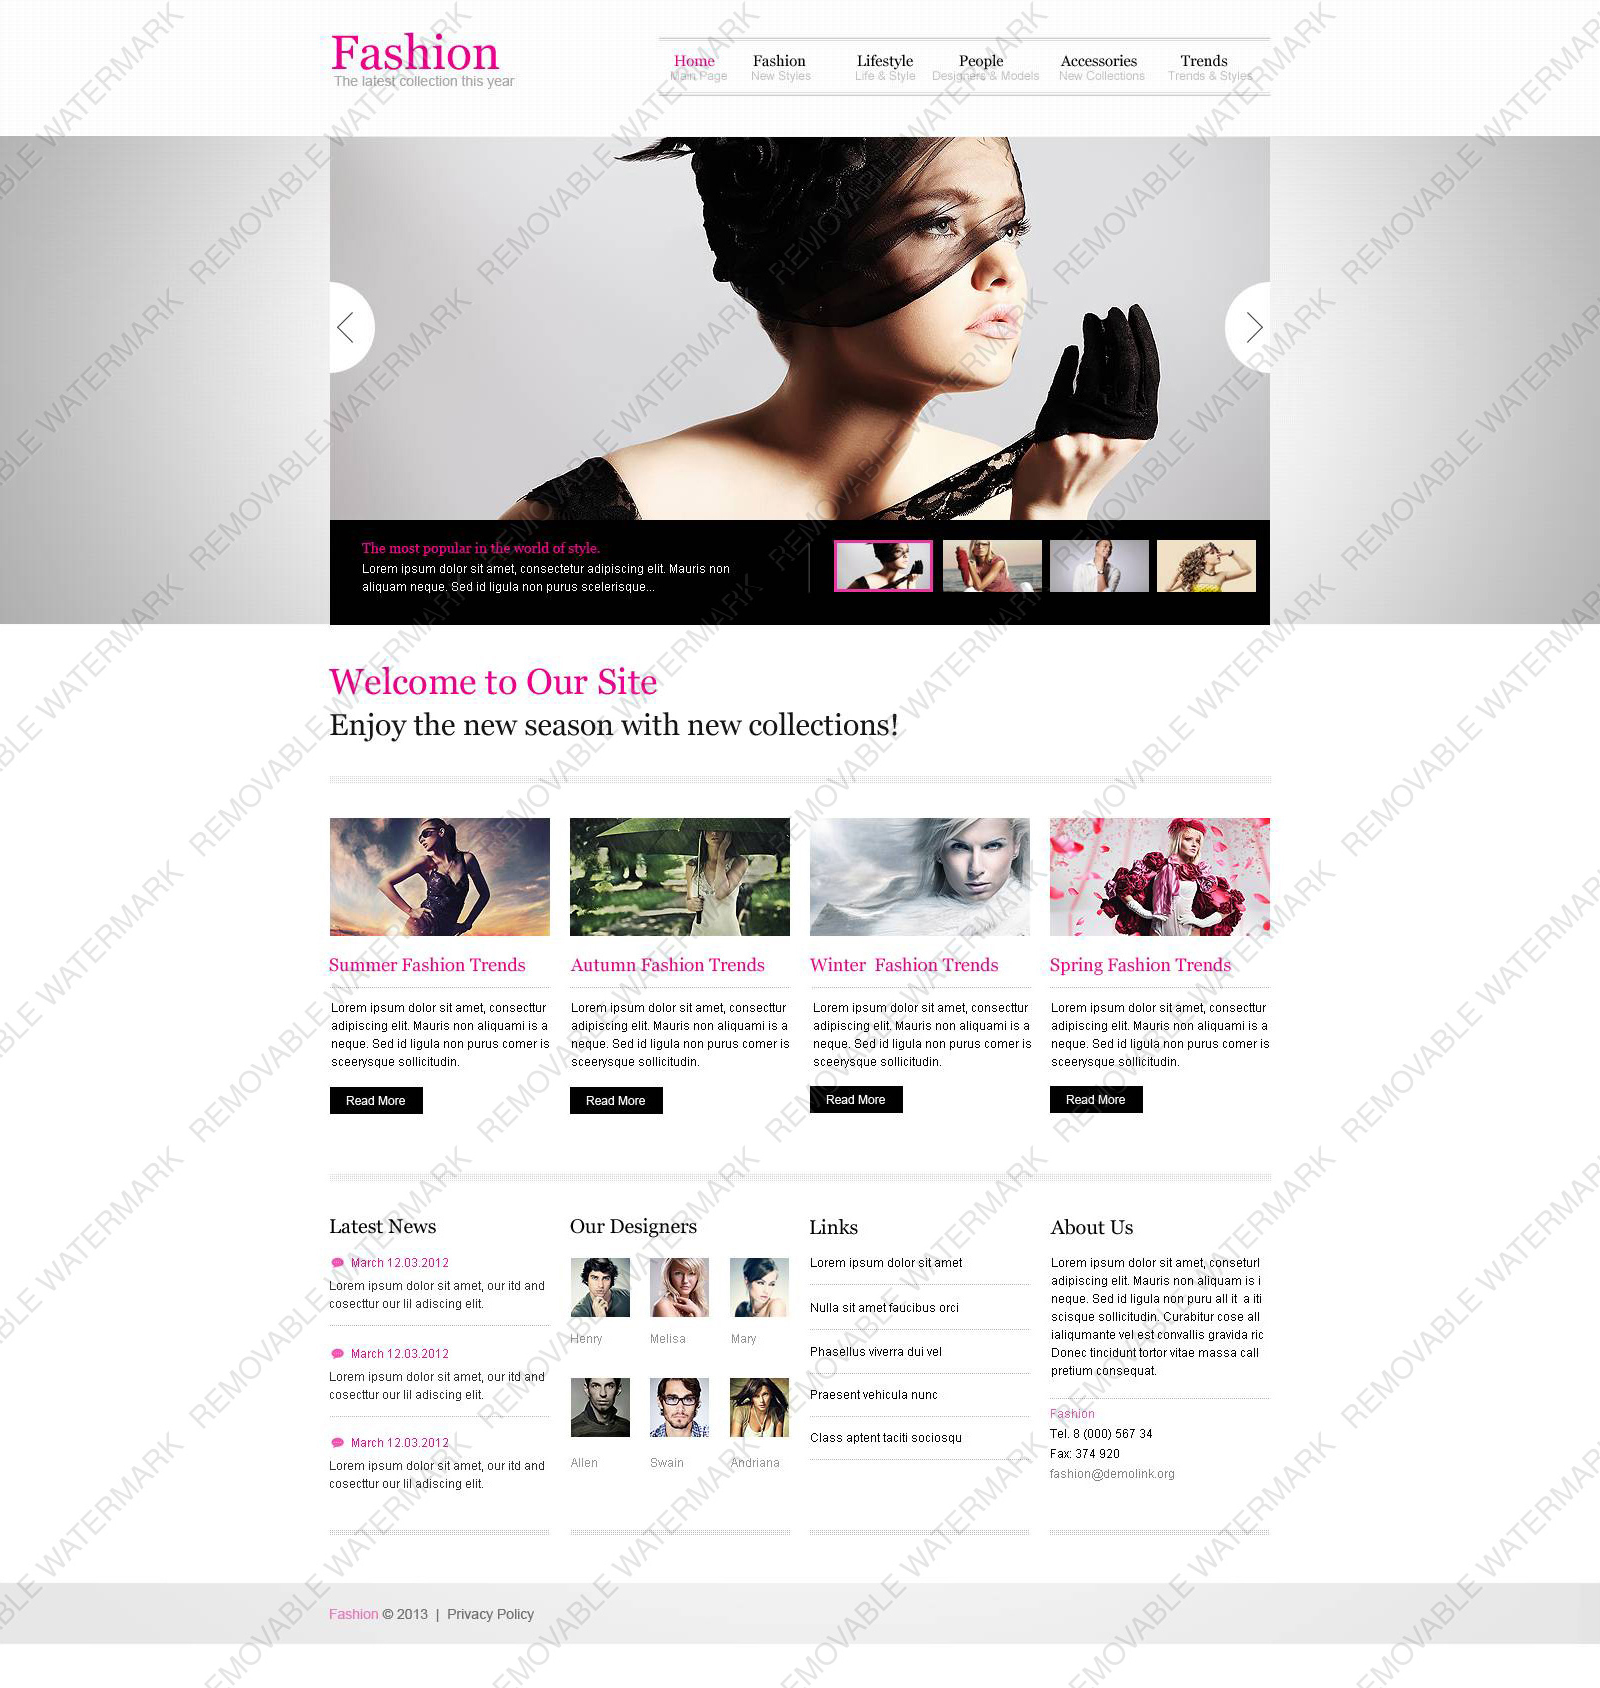 Fashion
The latest collection this year
Home Fashion Lifestyle People Accessories Trends
Main Page New Styles Life & Style Designers & Models New Collections Trends & Styles
The most popular in the world of style.
Lorem ipsum dolor sit amet, consectetur adipiscing elit. Mauris non
aliquam neque. Sed id ligula non purus scelerisque...
Welcome to Our Site
Enjoy the new season with new collections!
Summer Fashion Trends
Lorem ipsum dolor sit amet, consecttur
adipiscing elit. Mauris non aliquami is a
neque. Sed id ligula non purus comer is
sceerysque sollicitudin.
Read More
Autumn Fashion Trends
Lorem ipsum dolor sit amet, consecttur
adipiscing elit. Mauris non aliquami is a
neque. Sed id ligula non purus comer is
sceerysque sollicitudin.
Read More
Winter Fashion Trends
Lorem ipsum dolor sit amet, consecttur
adipiscing elit. Mauris non aliquami is a
neque. Sed id ligula non purus comer is
sceerysque sollicitudin.
Read More
Spring Fashion Trends
Lorem ipsum dolor sit amet, consecttur
adipiscing elit. Mauris non aliquami is a
neque. Sed id ligula non purus comer is
sceerysque sollicitudin.
Read More
Latest News
March 12.03.2012
Lorem ipsum dolor sit amet, our itd and
cosecttur our lil adiscing elit.
March 12.03.2012
Lorem ipsum dolor sit amet, our itd and
cosecttur our lil adiscing elit.
March 12.03.2012
Lorem ipsum dolor sit amet, our itd and
cosecttur our lil adiscing elit.
Our Designers
Henry Melisa Mary
Allen Swain Andriana
Links
Lorem ipsum dolor sit amet
Nulla sit amet faucibus orci
Phasellus viverra dui vel
Praesent vehicula nunc
Class aptent taciti sociosqu
About Us
Lorem ipsum dolor sit amet, conseturl
adipiscing elit. Mauris non aliquam is i
neque. Sed id ligula non puru all it a iti
scisque sollicitudin. Curabitur cose all
ialiqumante vel est convallis gravida ric
Donec tincidunt tortor vitae massa call
pretium consequat.
Fashion
Tel. 8 (000) 567 34
Fax: 374 920
fashion@demolink.org
Fashion © 2013 | Privacy Policy
REMOVABLE WATERMARK